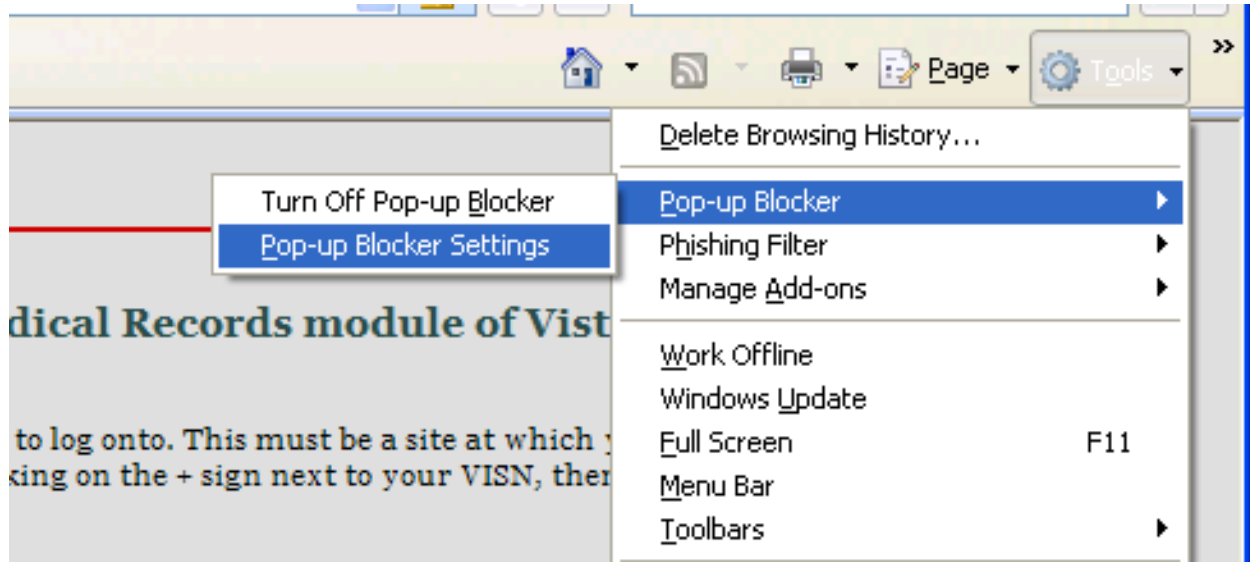 Page Tools »
Delete Browsing History...
Turn Off Pop-up Blocker
Pop-up Blocker Settings
Pop-up Blocker
Phishing Filter
Manage Add-ons
Work Offline
Windows Update
Full Screen F11
Menu Bar
Toolbars
dical Records module of Vist
to log onto. This must be a site at which
king on the + sign next to your VISN, then